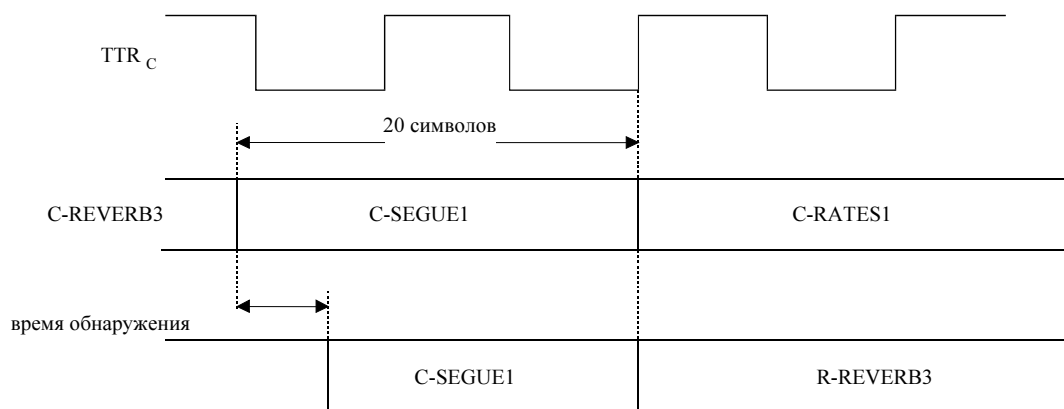 TTR C
20 символов
C-REVERB3 C-SEGUE1 C-RATES1
время обнаружения
C-SEGUE1 R-REVERB3